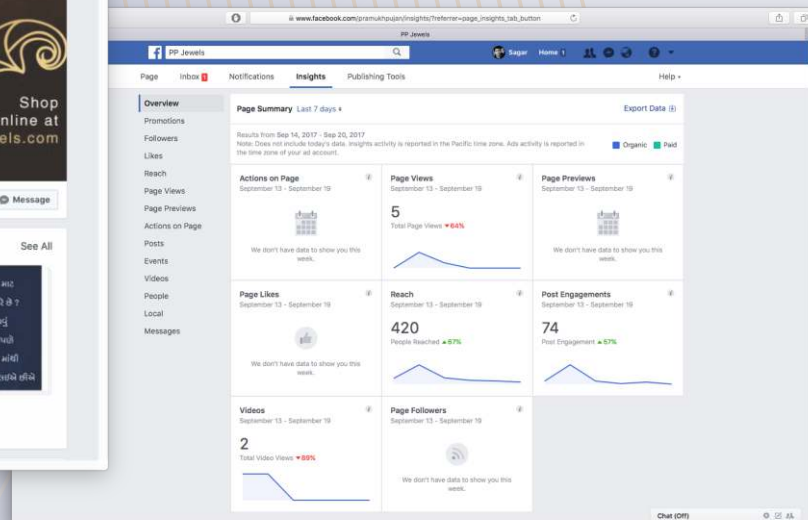 Shop
nline at
els.com
Message
See All
માટ
રે છે ?
પણે
માંથી
www.facebook.com/pramukhpujan/insights/?referrer=page_insights_tab_button
PP Jewels
PP Jewels
Sagar Home 1
Page Inbox 1 Notifications Insights Publishing Tools Help
Overview
Promotions
Followers
Likes
Reach
Page Views
Page Previews
Actions on Page
Posts
Events
Videos
People
Local
Messages
Page Summary Last 7 days
Export Data
Results from Sep 14, 2017 - Sep 20, 2017
Note: Does not include today's data. Insights activity is reported in the Pacific time zone. Ads activity is reported in
the time zone of your ad account.
Organic Paid
Actions on Page
September 13 - September 19
We don't have data to show you this
week.
Page Views
September 13 - September 19
5
Total Page Views ▼64%
Page Previews
September 13 - September 19
We don't have data to show you this
week.
Page Likes
September 13 - September 19
We don't have data to show you this
week.
Reach
September 13 - September 19
420
People Reached ▲57%
Post Engagements
September 13 - September 19
74
Post Engagement ▲57%
Videos
September 13 - September 19
2
Total Video Views ▼89%
Page Followers
September 13 - September 19
We don't have data to show you this
week.
Chat (Off)